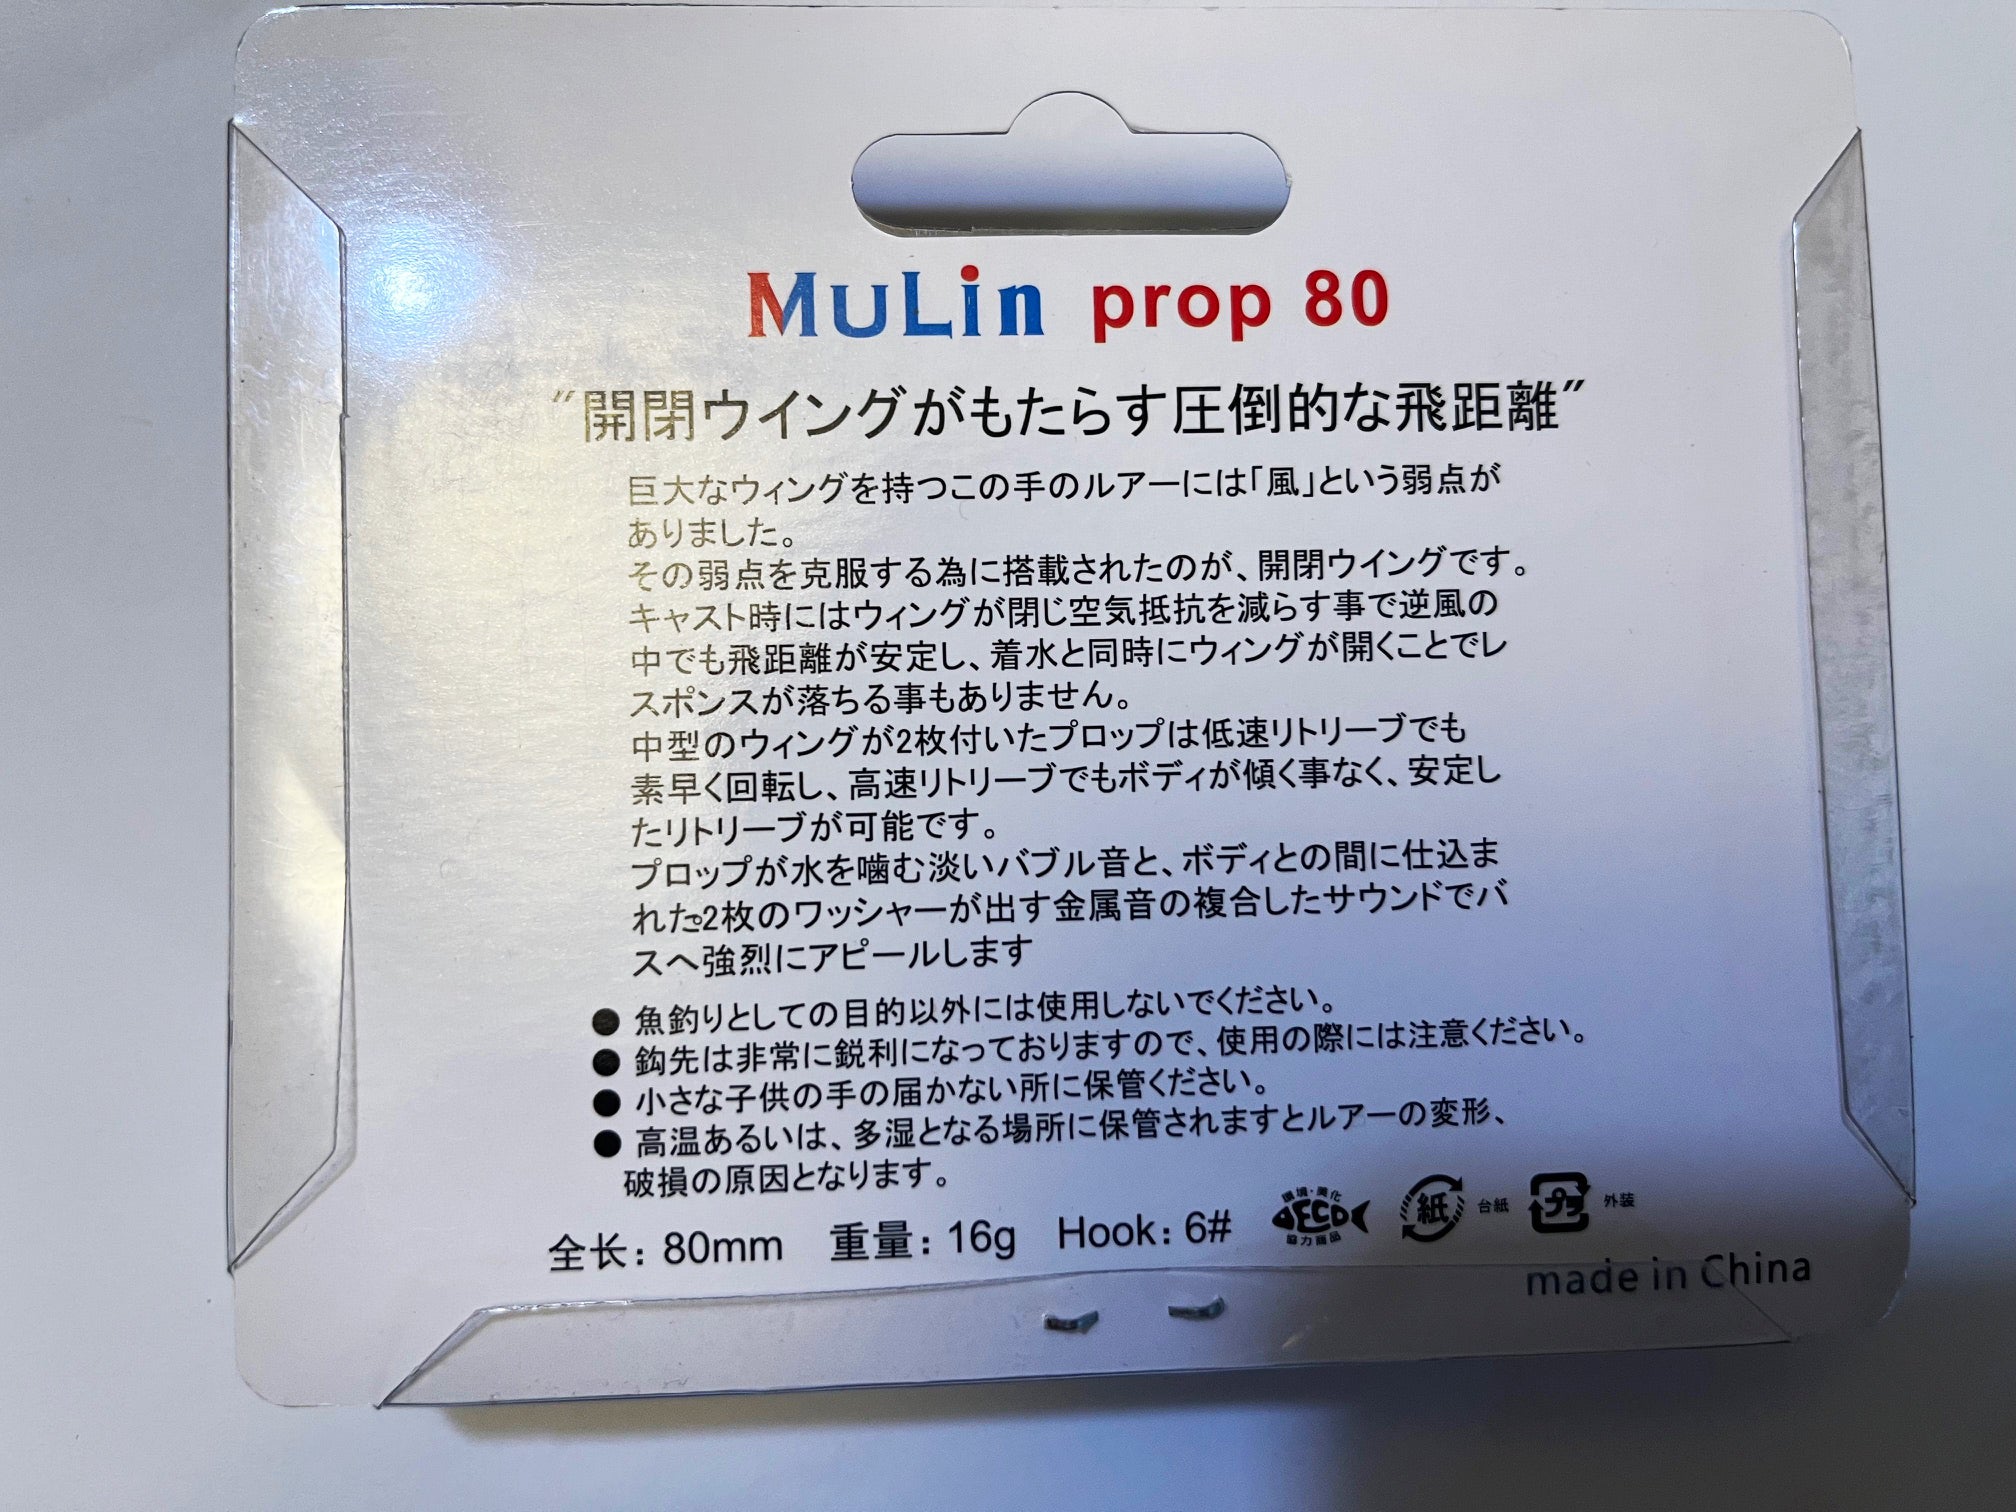 MuLin prop 80
"開閉ウイングがもたらす圧倒的な飛距離"
巨大なウィングを持つこの手のルアーには「風」という弱点が
ありました。
その弱点を克服する為に搭載されたのが、開閉ウイングです。
キャスト時にはウィングが閉じ空気抵抗を減らす事で逆風の
中でも飛距離が安定し、着水と同時にウィングが開くことでレ
スポンスが落ちる事もありません。
中型のウィングが2枚付いたプロップは低速リトリーブでも
素早く回転し、高速リトリーブでもボディが傾く事なく、安定し
たリトリーブが可能です。
プロップが水を噛む淡いバブル音と、ボディとの間に仕込ま
れた2枚のワッシャーが出す金属音の複合したサウンドでバ
スへ強烈にアピールします
● 魚釣りとしての目的以外には使用しないでください。
● 鈎先は非常に鋭利になっておりますので、使用の際には注意ください。
● 小さな子供の手の届かない所に保管ください。
● 高温あるいは、多湿となる場所に保管されますとルアーの変形、
破損の原因となります。
全长：80mm 重量：16g Hook：6#
環境・美化
ECO
協力商品
紙 台紙
プラ 外装
made in China